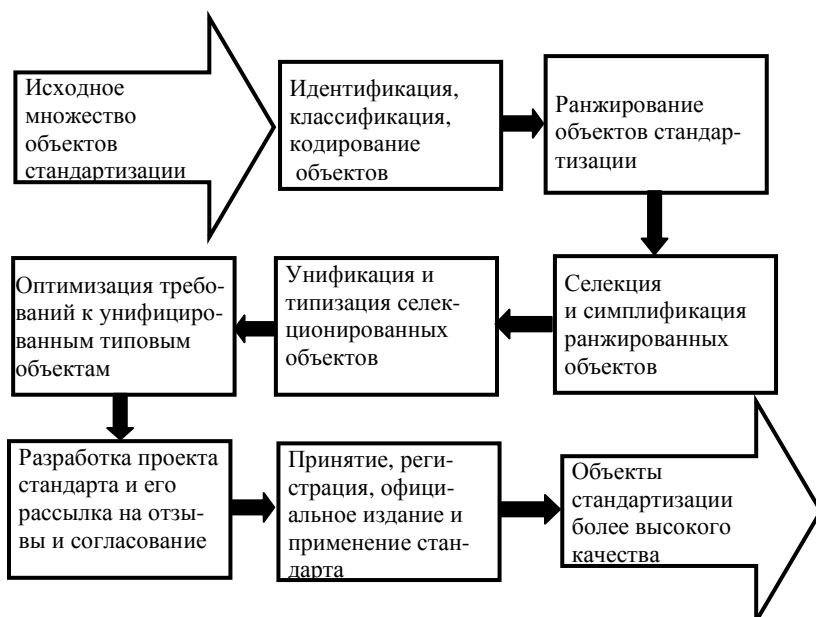 Исходное
множество
объектов
стандартизации
Идентификация,
классификация,
кодирование
объектов
Ранжирование
объектов стандар-
тизации
Селекция
и симплификация
ранжированных
объектов
Унификация и
типизация селек-
ционированных
объектов
Оптимизация требо-
ваний к унифициро-
ванным типовым
объектам
Разработка проекта
стандарта и его
рассылка на отзы-
вы и согласование
Принятие, реги-
страция, офици-
альное издание и
применение стан-
дарта
Объекты
стандартизации
более высокого
качества